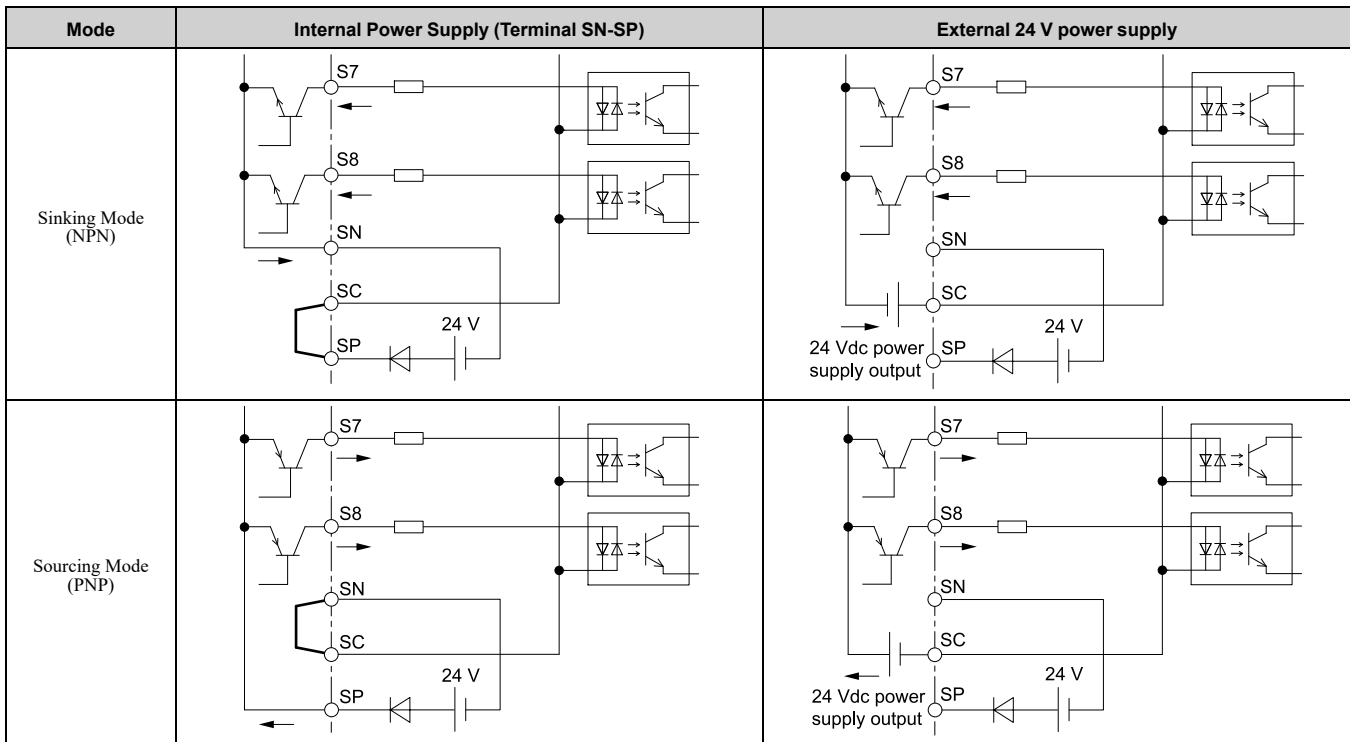 Mode
Internal Power Supply (Terminal SN-SP)
External 24 V power supply
Sinking Mode
(NPN)
S7
S8
SN
SC
24 V
SP
S7
S8
SN
SC
24 V
24 Vdc power
supply output
SP
Sourcing Mode
(PNP)
S7
S8
SN
SC
24 V
SP
S7
S8
SN
SC
24 V
24 Vdc power
supply output
SP